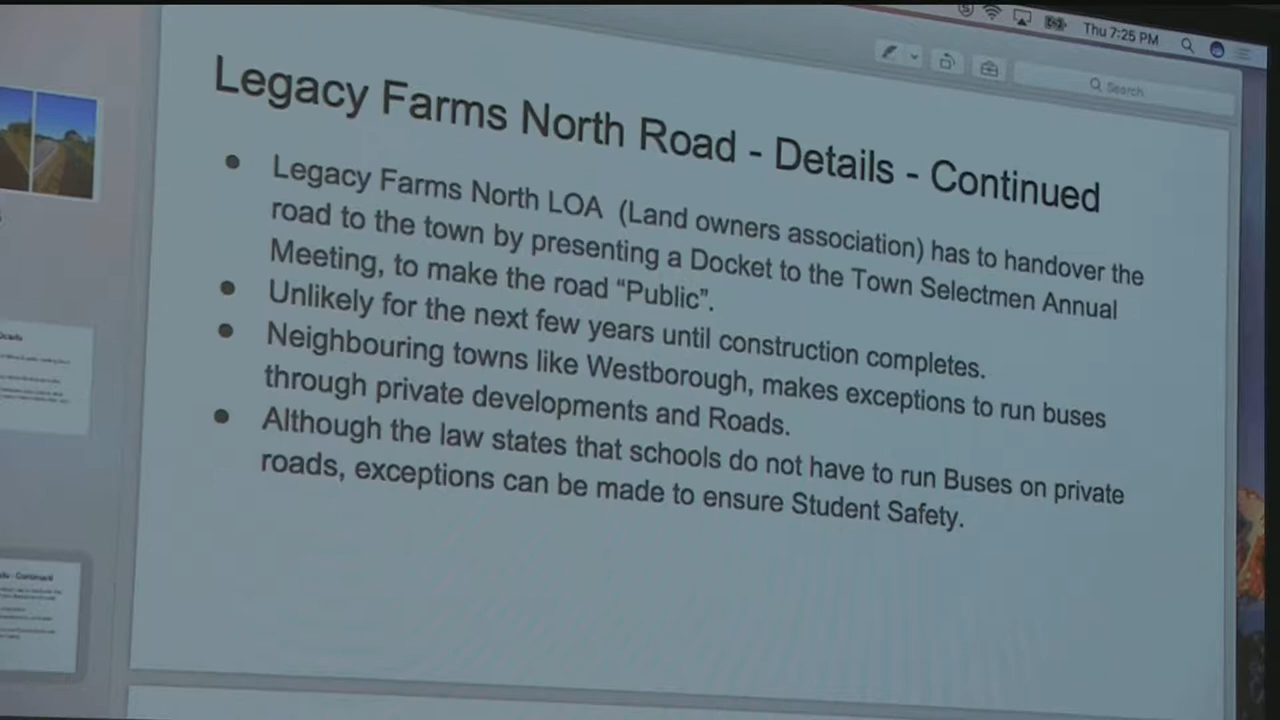 Thu 7:25 PM
Search
Legacy Farms North Road - Details - Continued
• Legacy Farms North LOA (Land owners association) has to handover the
road to the town by presenting a Docket to the Town Selectmen Annual
Meeting, to make the road “Public”.
• Unlikely for the next few years until construction completes.
• Neighbouring towns like Westborough, makes exceptions to run buses
through private developments and Roads.
• Although the law states that schools do not have to run Buses on private
roads, exceptions can be made to ensure Student Safety.